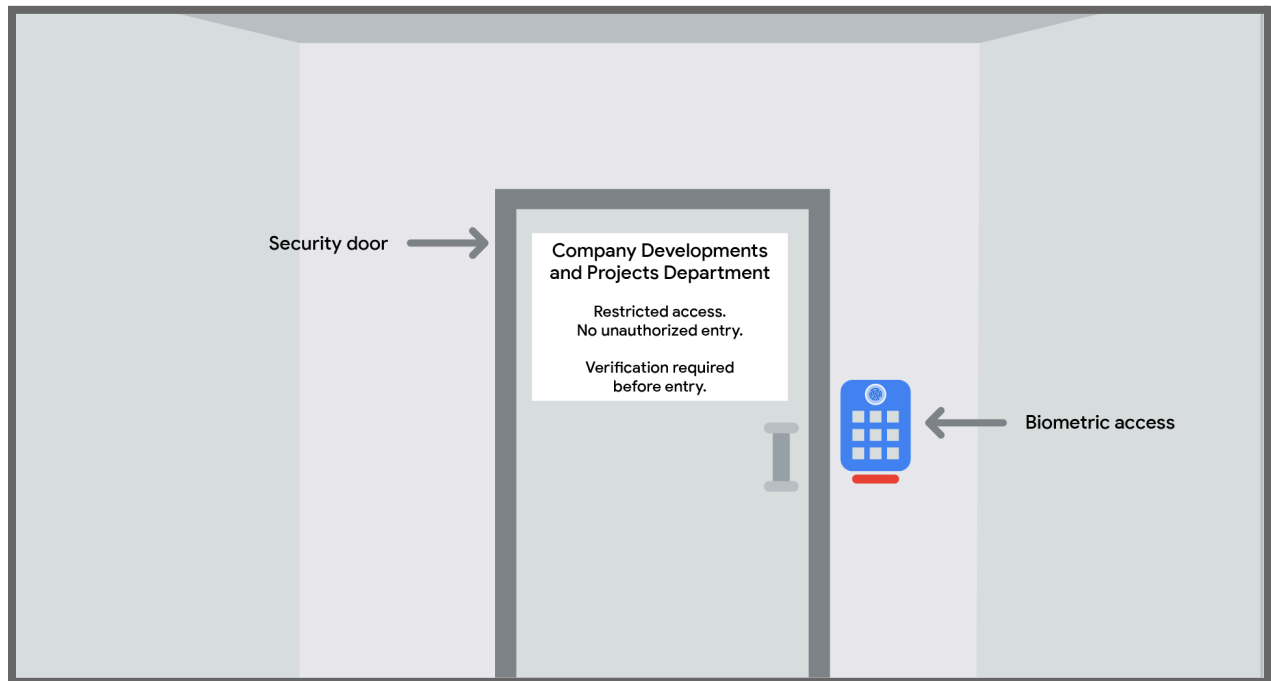 Security door
Company Developments
and Projects Department
Restricted access.
No unauthorized entry.
Verification required
before entry.
Biometric access